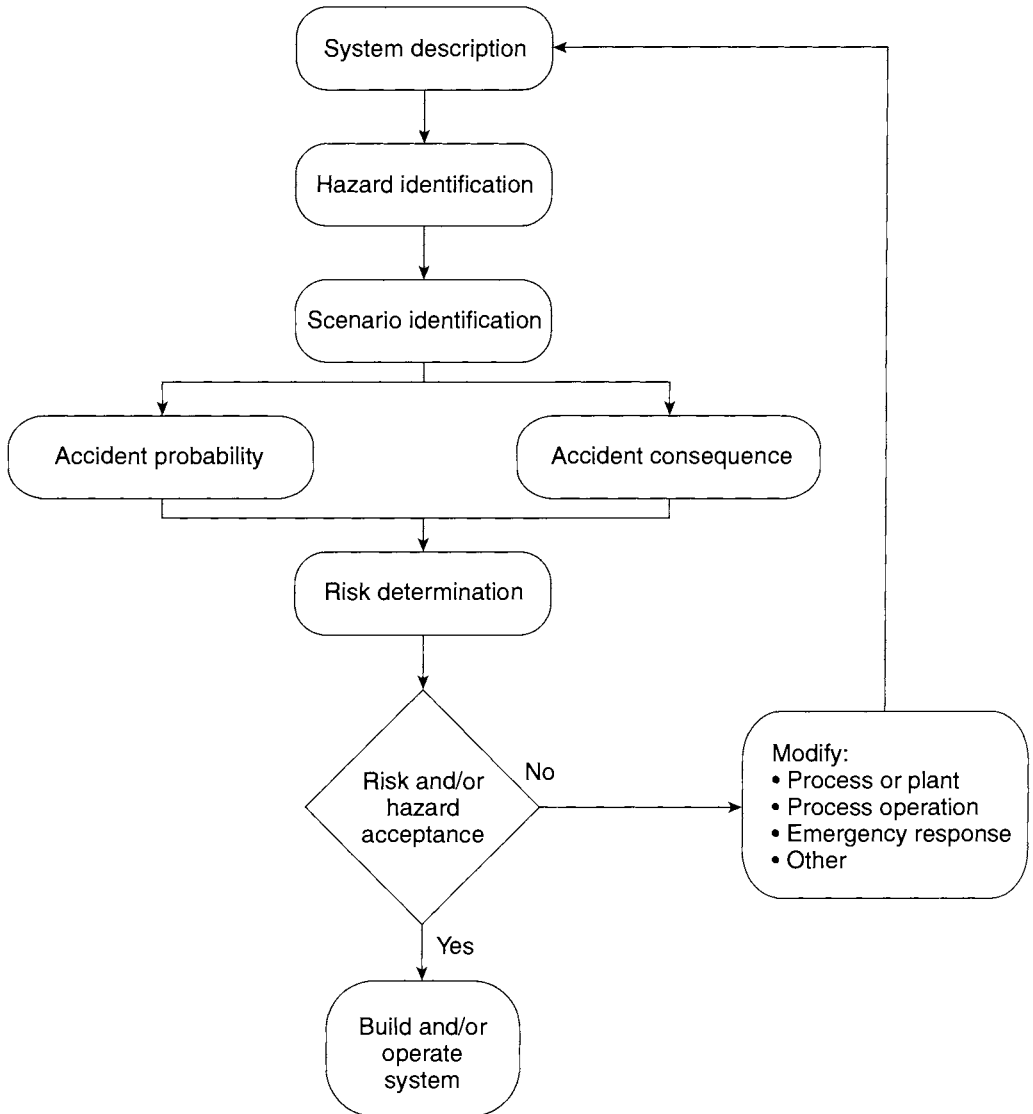 System description
Hazard identification
Scenario identification
Accident probability
Accident consequence
Risk determination
Risk and/or
hazard
acceptance
No
Modify:
• Process or plant
• Process operation
• Emergency response
• Other
Yes
Build and/or
operate
system